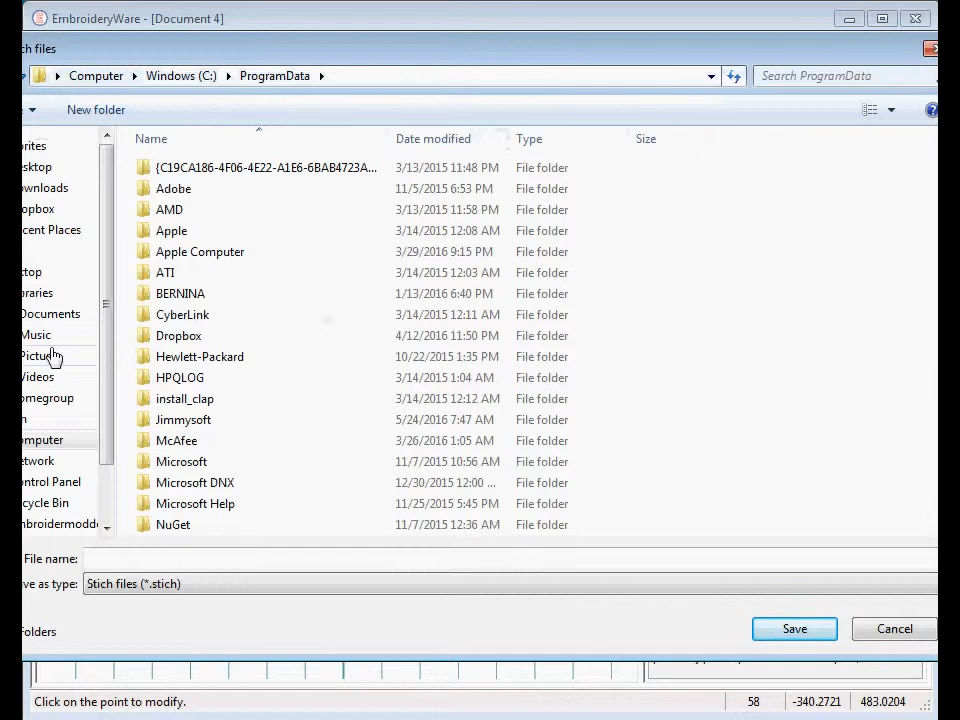 EmbroideryWare - [Document 4]
ch files
Computer Windows (C:) ProgramData Search ProgramData
New folder
Name Date modified Type Size
{C19CA186-4F06-4E22-A1E6-6BAB4723A... 3/13/2015 11:48 PM File folder
Adobe 11/5/2015 6:53 PM File folder
AMD 3/13/2015 11:58 PM File folder
Apple 3/14/2015 12:08 AM File folder
Apple Computer 3/29/2016 9:15 PM File folder
ATI 3/14/2015 12:03 AM File folder
BERNINA 1/13/2016 6:40 PM File folder
CyberLink 3/14/2015 12:11 AM File folder
Dropbox 4/12/2016 11:50 PM File folder
Hewlett-Packard 10/22/2015 1:35 PM File folder
HPQLOG 3/14/2015 1:04 AM File folder
install_clap 3/14/2015 12:12 AM File folder
Jimmysoft 5/24/2016 7:47 AM File folder
McAfee 3/26/2016 1:05 AM File folder
Microsoft 11/7/2015 10:56 AM File folder
Microsoft DNX 12/30/2015 12:00 ... File folder
Microsoft Help 11/25/2015 5:45 PM File folder
NuGet 11/7/2015 12:36 AM File folder
orites
esktop
ownloads
opbox
cent Places
ktop
braries
Documents
Music
Pictu
Videos
omegroup
n
omputer
etwork
ontrol Panel
cycle Bin
mbroidermodde
File name:
ve as type: Stich files (*.stich)
Folders
Save Cancel
Click on the point to modify. 58 -340.2721 483.0204